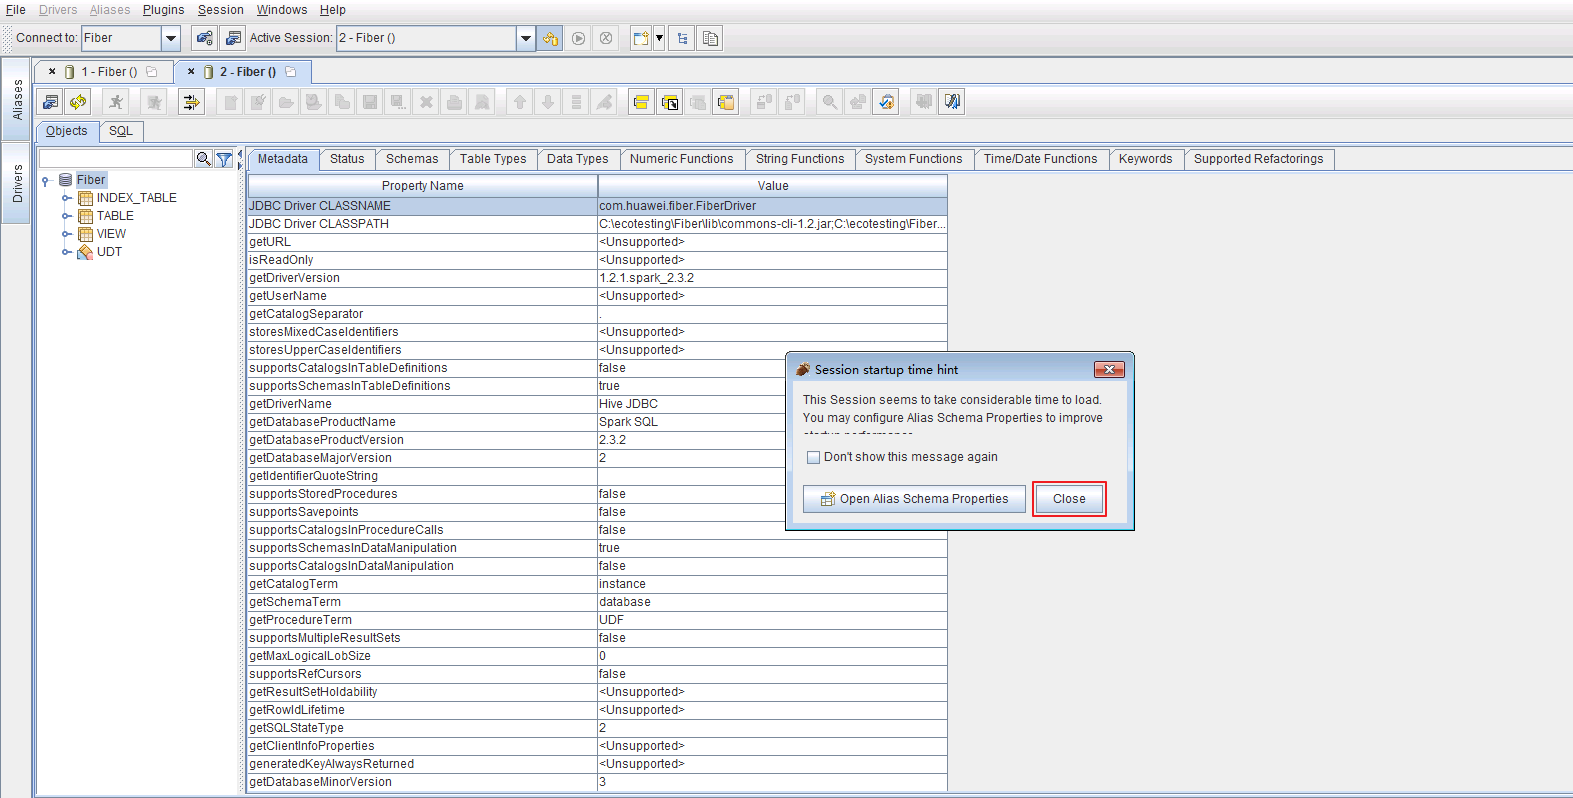 File Drivers Aliases Plugins Session Windows Help
Connect to: Fiber Active Session: 2 - Fiber ()
Aliases
Drivers
1 - Fiber () 2 - Fiber ()
Objects SQL
Fiber
INDEX_TABLE
TABLE
VIEW
UDT
Metadata Status Schemas Table Types Data Types Numeric Functions String Functions System Functions Time/Date Functions Keywords Supported Refactorings
Property Name Value
JDBC Driver CLASSNAME com.huawei.fiber.FiberDriver
JDBC Driver CLASSPATH C:\ecotesting\Fiber\lib\commons-cli-1.2.jar;C:\ecotesting\Fiber...
getURL <Unsupported>
isReadOnly <Unsupported>
getDriverVersion 1.2.1.spark_2.3.2
getUserName <Unsupported>
getCatalogSeparator .
storesMixedCaseIdentifiers <Unsupported>
storesUpperCaseIdentifiers <Unsupported>
supportsCatalogsInTableDefinitions false
supportsSchemasInTableDefinitions true
getDriverName Hive JDBC
getDatabaseProductName Spark SQL
getDatabaseProductVersion 2.3.2
getDatabaseMajorVersion 2
getIdentifierQuoteString
supportsStoredProcedures false
supportsSavepoints false
supportsCatalogsInProcedureCalls false
supportsSchemasInDataManipulation true
supportsCatalogsInDataManipulation false
getCatalogTerm instance
getSchemaTerm database
getProcedureTerm UDF
supportsMultipleResultSets false
getMaxLogicalLobSize 0
supportsRefCursors false
getResultSetHoldability <Unsupported>
getRowIdLifetime <Unsupported>
getSQLStateType 2
getClientInfoProperties <Unsupported>
generatedKeyAlwaysReturned <Unsupported>
getDatabaseMinorVersion 3
Session startup time hint
This Session seems to take considerable time to load.
You may configure Alias Schema Properties to improve
Don't show this message again
Open Alias Schema Properties Close